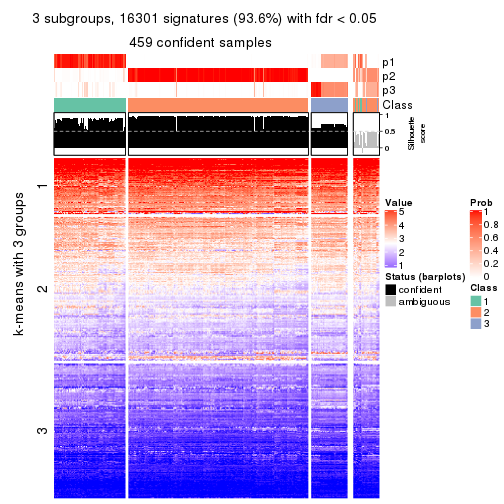 3 subgroups, 16301 signatures (93.6%) with fdr < 0.05
459 confident samples
p1
p2
p3
Class
1
0.5
0
Silhouette
score
k-means with 3 groups
1
2
3
Value
5
4
3
2
1
Status (barplots)
confident
ambiguous
Prob
1
0.8
0.6
0.4
0.2
0
Class
1
2
3